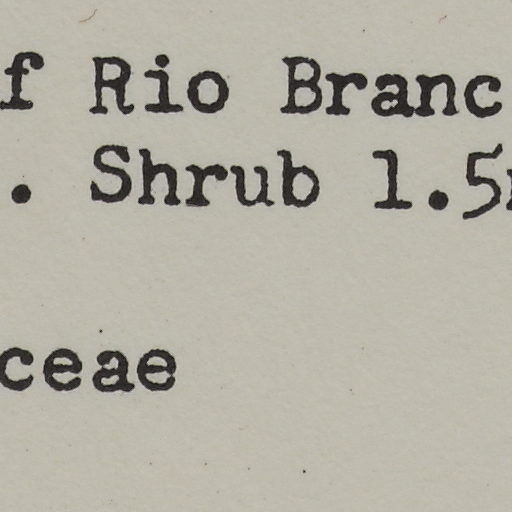 f Rio Branc
. Shrub 1.5
ceae